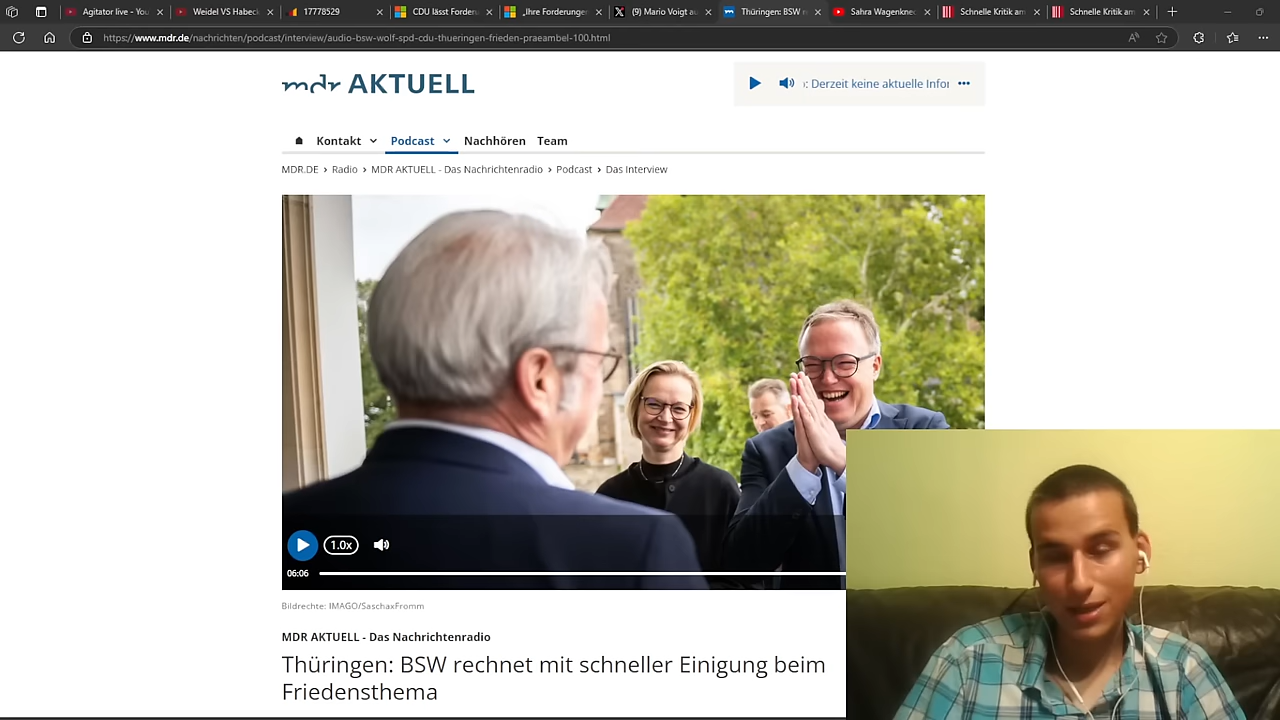 Agitator live – You
Weidel VS Habeck
17778529
CDU lässt Forden
„Ihre Forderungen
(9) Mario Voigt au
Thüringen: BSW r
Sahra Wagenknec
Schnelle Kritik am
Schnelle Kritik am
https://www.mdr.de/nachrichten/podcast/interview/audio-bsw-wolf-spd-cdu-thueringen-frieden-praeambel-100.html
mdr AKTUELL
: Derzeit keine aktuelle Infor
Kontakt Podcast Nachhören Team
MDR.DE › Radio › MDR AKTUELL - Das Nachrichtenradio › Podcast › Das Interview
1.0x
06:06
Bildrechte: IMAGO/SaschaxFromm
MDR AKTUELL - Das Nachrichtenradio
Thüringen: BSW rechnet mit schneller Einigung beim
Friedensthema